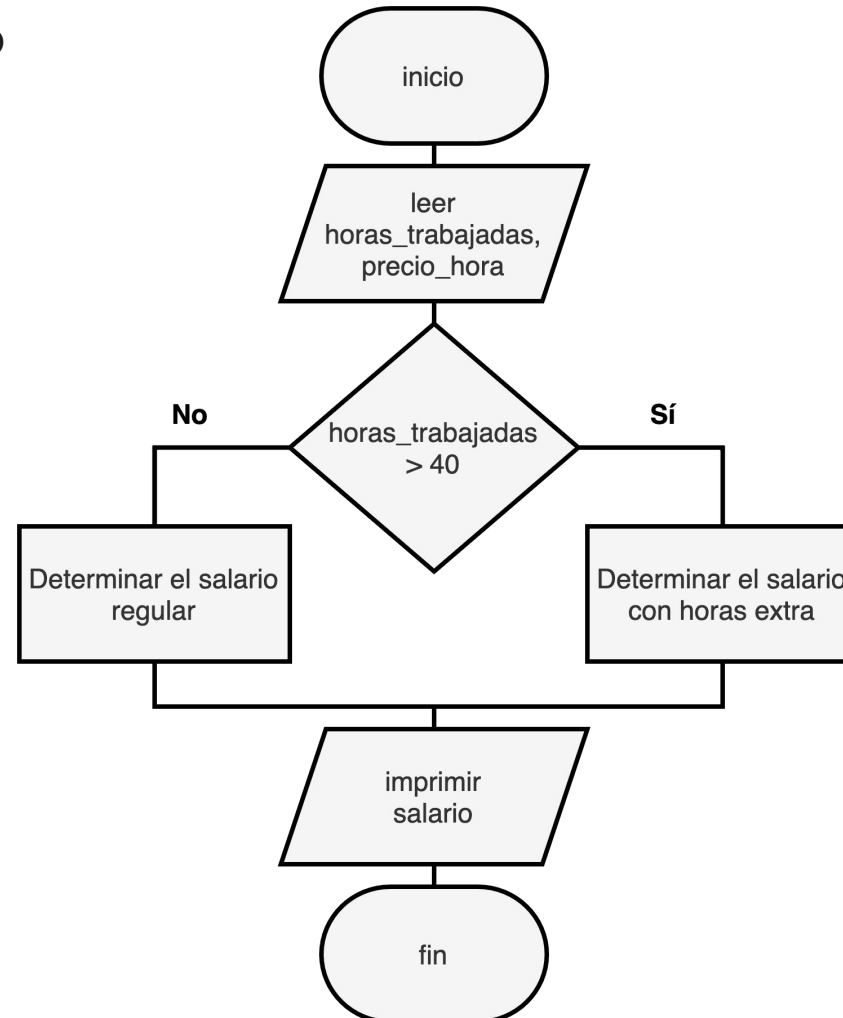 inicio
leer
horas_trabajadas,
precio_hora
No
Sí
horas_trabajadas
> 40
Determinar el salario
regular
Determinar el salario
con horas extra
imprimir
salario
fin